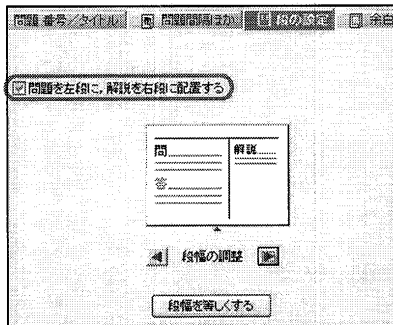 問題 番号／タイトル 問題間隔ほか 段の設定 余白
問題を左段に，解説を右段に配置する
問 解説
答
段幅の調整
段幅を等しくする